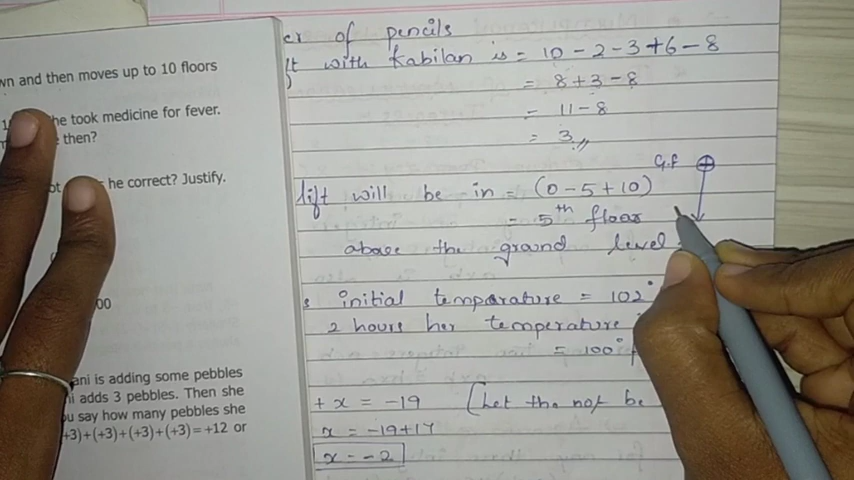 wn and then moves up to 10 floors
he took medicine for fever.
then?
he correct? Justify.
00
ani is adding some pebbles
adds 3 pebbles. Then she
u say how many pebbles she
+3)+(+3)+(+3)+(+3)=+12 or
er of pencils
ft with Kabilan is = 10 - 2 - 3 + 6 - 8
= 8 + 3 - 8
= 11 - 8
= 3
G.F
lift will be in = (0 - 5 + 10)
= 5th floor
above the ground level
s initial temparature = 102°
2 hours her temperature
= 100°
+ x = -19 (Let the no be
x = -19+17
x = -2